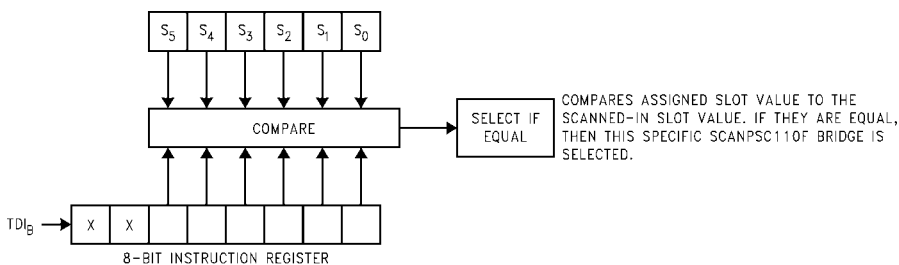 S5 S4 S3 S2 S1 S0
COMPARE
SELECT IF
EQUAL
COMPARES ASSIGNED SLOT VALUE TO THE
SCANNED-IN SLOT VALUE. IF THEY ARE EQUAL,
THEN THIS SPECIFIC SCANPSC110F BRIDGE IS
SELECTED.
TDIB X X
8-BIT INSTRUCTION REGISTER